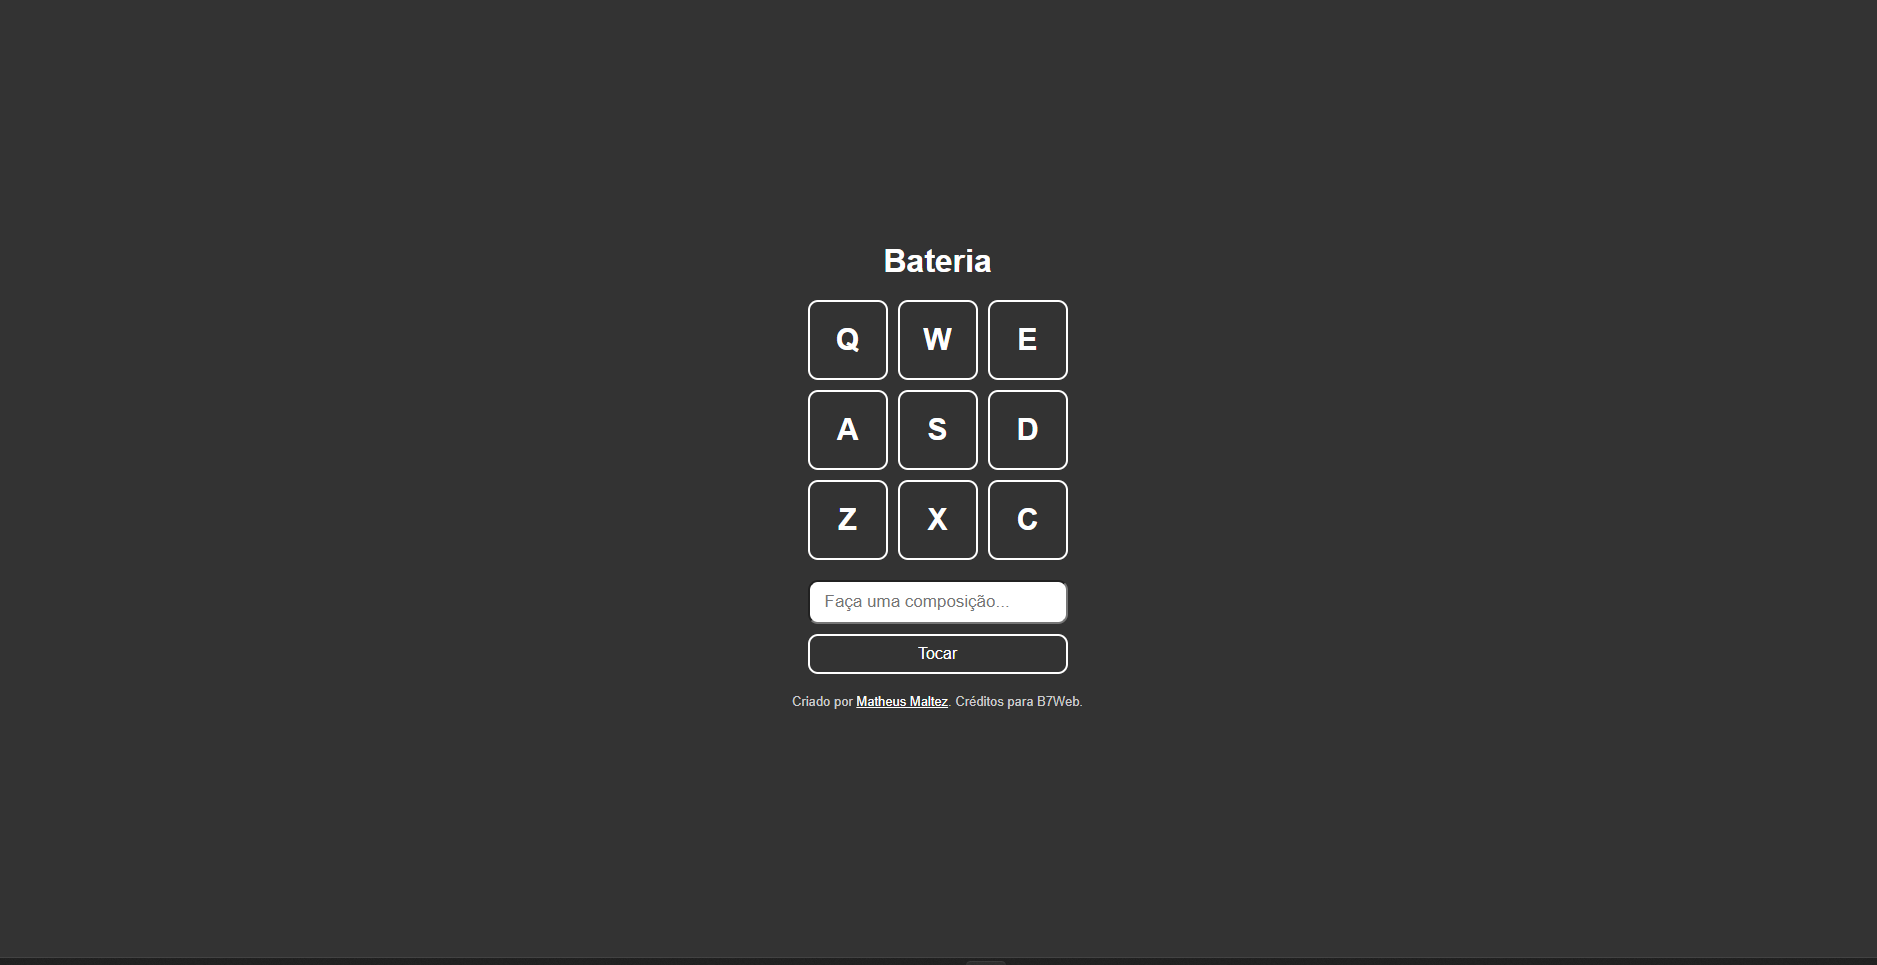 Bateria
Q W E
A S D
Z X C
Faça uma composição...
Tocar
Criado por Matheus Maltez. Créditos para B7Web.